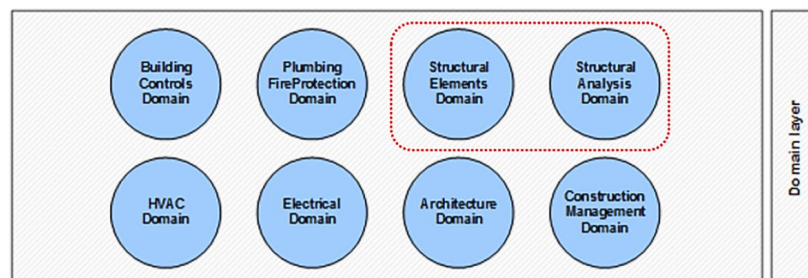 Building
Controls
Domain
Plumbing
FireProtection
Domain
Structural
Elements
Domain
Structural
Analysis
Domain
HVAC
Domain
Electrical
Domain
Architecture
Domain
Construction
Management
Domain
Domain layer